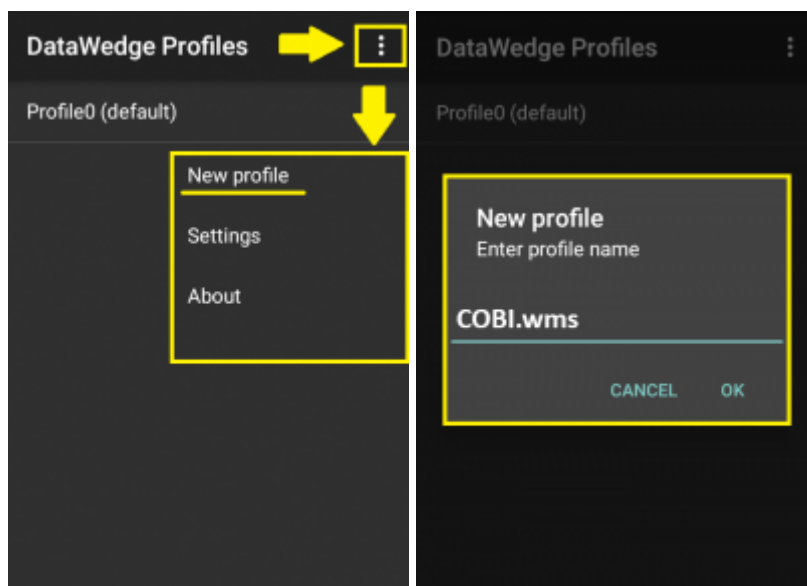 DataWedge Profiles
Profile0 (default)
New profile
Settings
About
DataWedge Profiles
Profile0 (default)
New profile
Enter profile name
COBI.wms
CANCEL OK